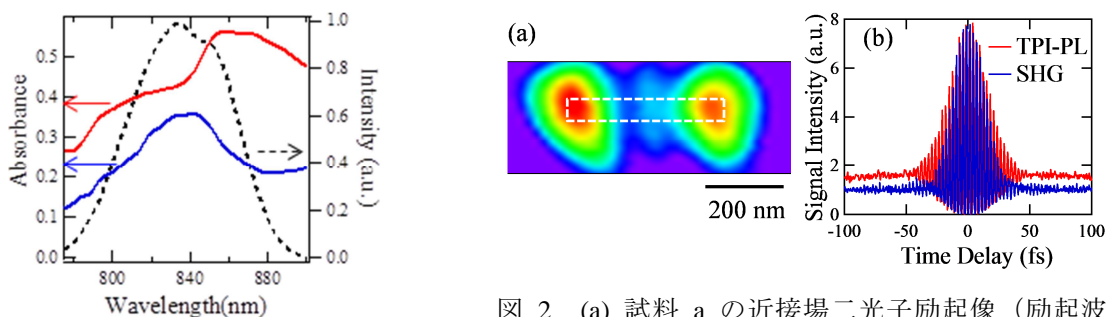 0.5
0.4
0.3
0.2
0.1
0.0
Absorbance
800
840
880
Wavelength(nm)
1.0
0.8
0.6
0.4
0.2
0.0
Intensity (a.u.)
(a)
200 nm
(b)
TPI-PL
SHG
8
6
4
2
0
Signal Intensity (a.u.)
-100
-50
0
50
100
Time Delay (fs)
図 2 (a) 試料 a の近接場二光子励起像（励起波